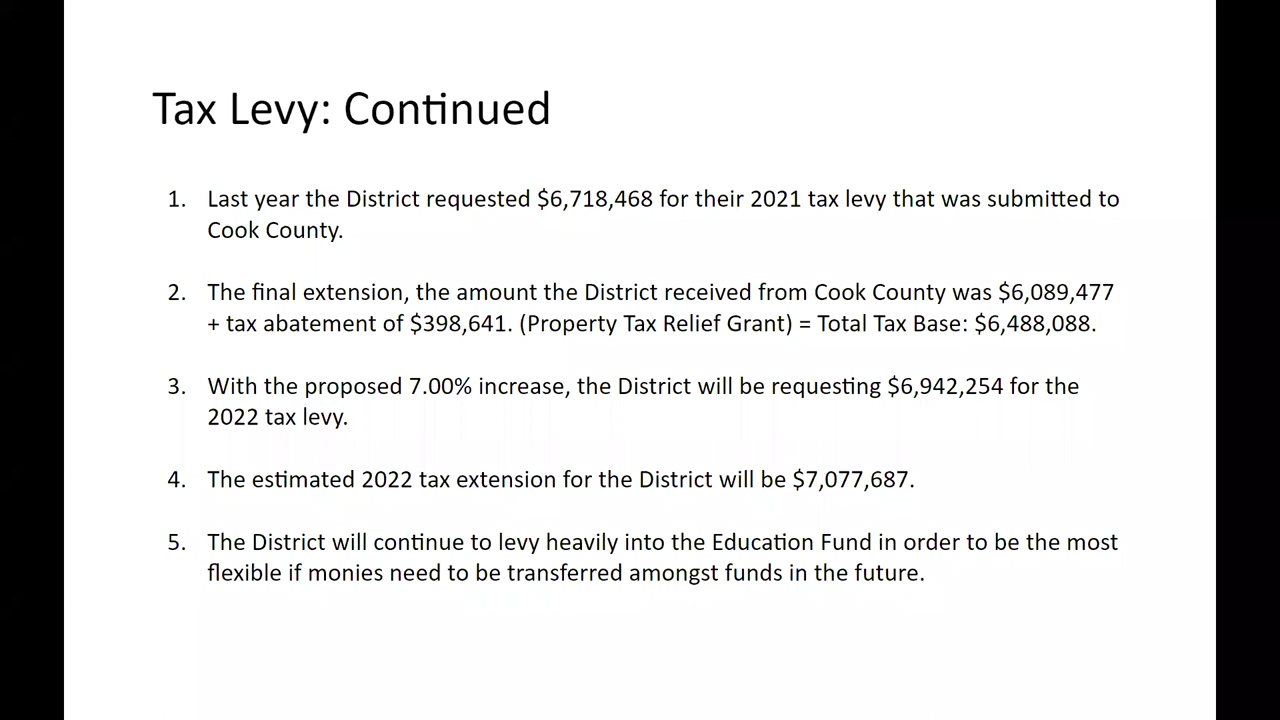 Tax Levy: Continued
1. Last year the District requested $6,718,468 for their 2021 tax levy that was submitted to
Cook County.
2. The final extension, the amount the District received from Cook County was $6,089,477
+ tax abatement of $398,641. (Property Tax Relief Grant) = Total Tax Base: $6,488,088.
3. With the proposed 7.00% increase, the District will be requesting $6,942,254 for the
2022 tax levy.
4. The estimated 2022 tax extension for the District will be $7,077,687.
5. The District will continue to levy heavily into the Education Fund in order to be the most
flexible if monies need to be transferred amongst funds in the future.